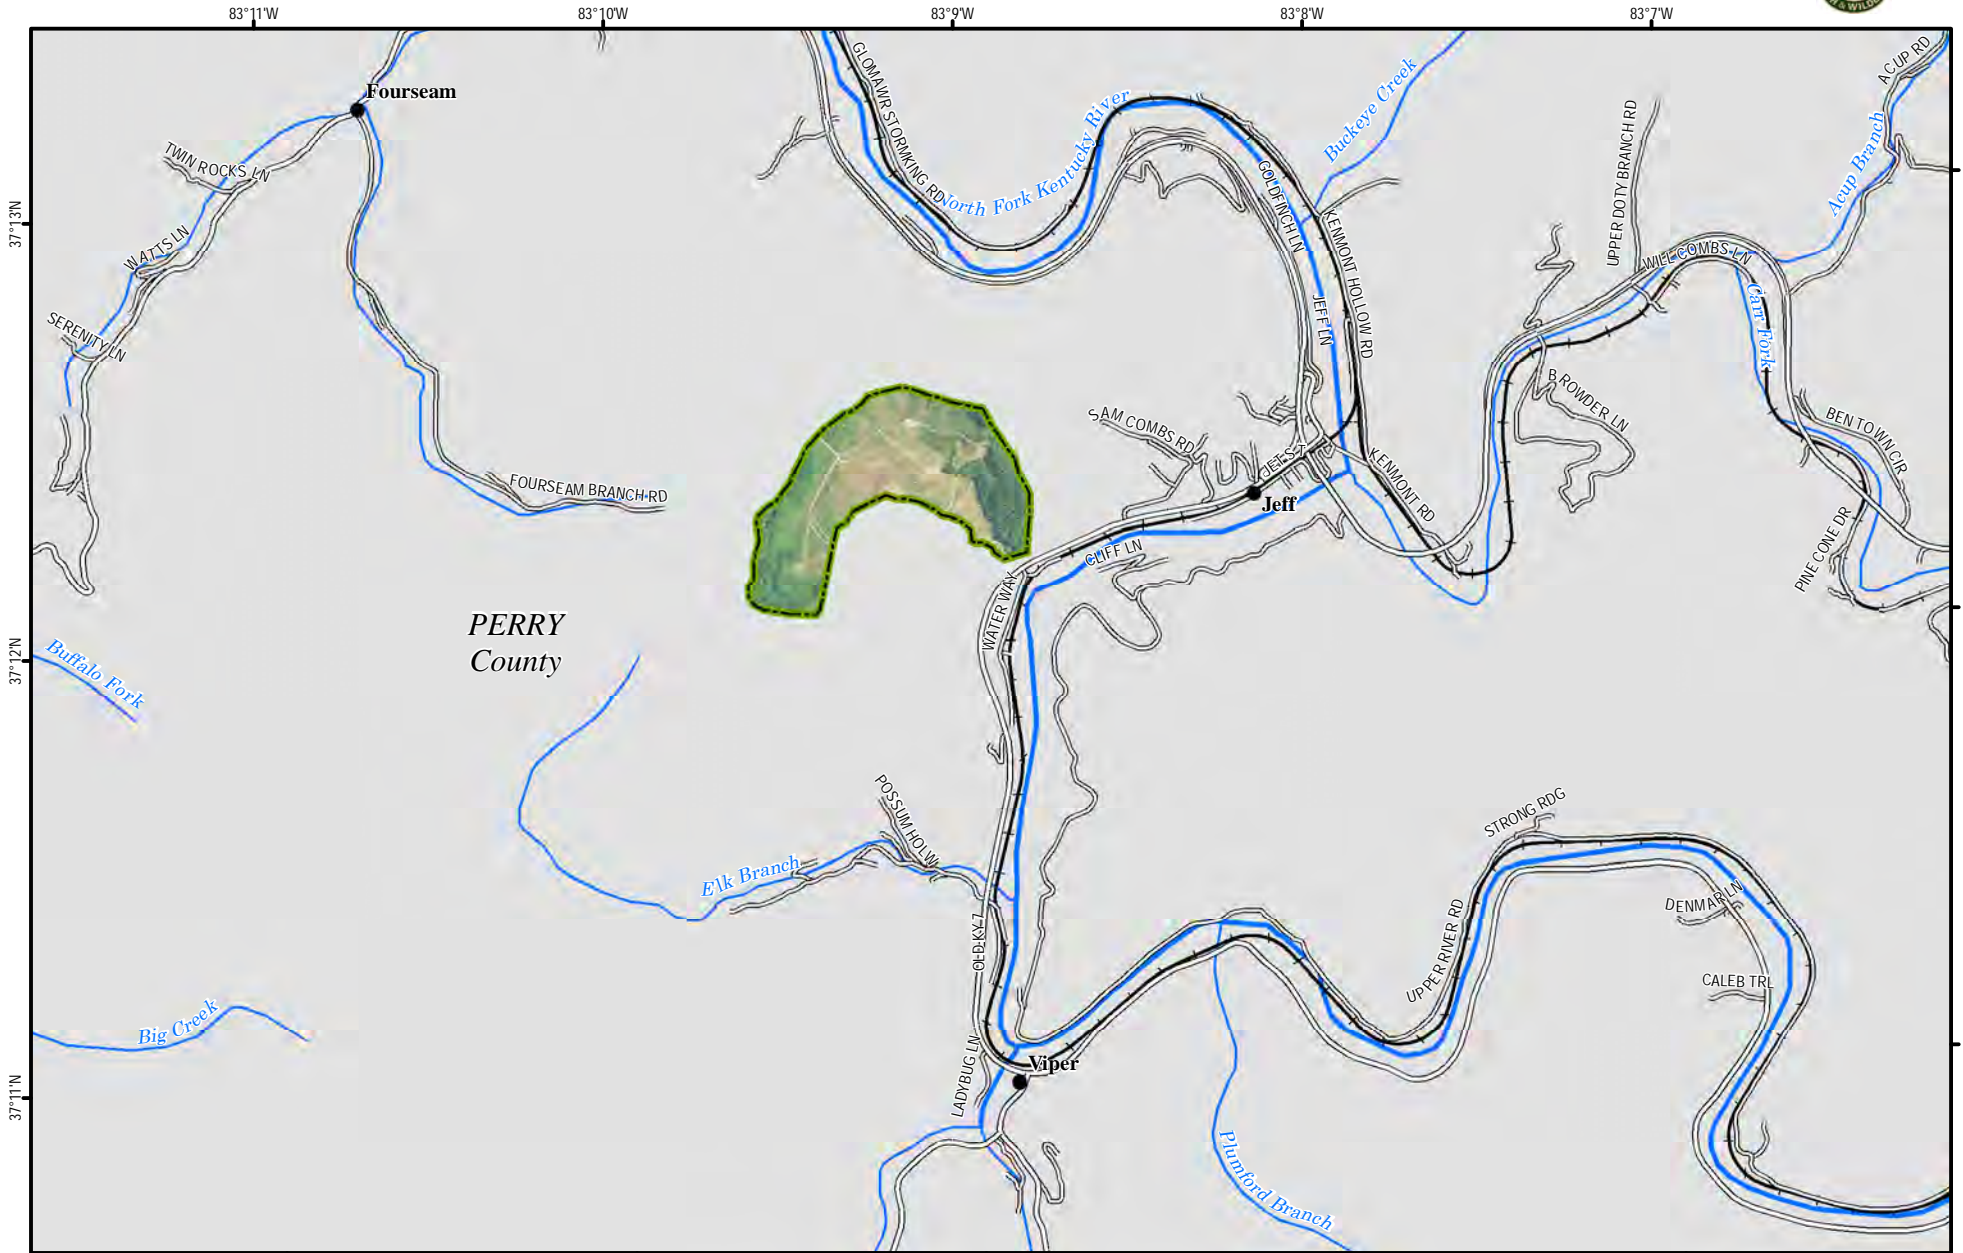 83°11'W
83°10'W
83°9'W
83°8'W
83°7'W
& WILD
37°13'N
37°12'N
37°11'N
Fourseam
TWIN ROCKS LN
WATTS LN
SERENITY LN
FOURSEAM BRANCH RD
GLOMAWR STORMKING RD
North Fork Kentucky River
Buckeye Creek
GOLDFINCH LN
KENMONT HOLLOW RD
JEFF LN
UPPER DOTY BRANCH RD
WILL COMBS LN
ACUP RD
Acup Branch
Carr Fork
BROWDER LN
BENTOWN CIR
PINE CONE DR
SAM COMBS RD
JET ST
Jeff
KENMONT RD
CLIFF LN
WATER WAY
PERRY
County
Buffalo Fork
POSSUM HOLW
Elk Branch
OLD KY 7
Big Creek
LADYBUG LN
Viper
UPPER RIVER RD
STRONG RDG
DENMAR LN
CALEB TRL
Plumford Branch